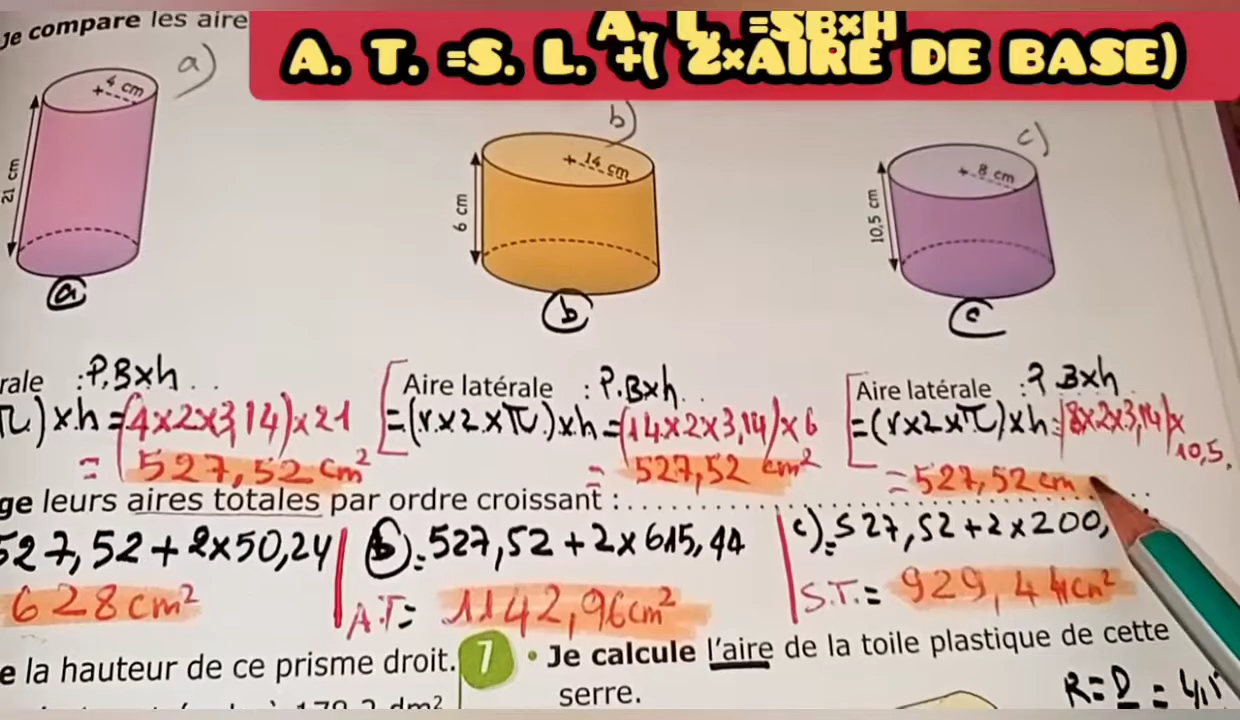 Je compare les aire
A. L. =SB×H
A. T. =S. L. +( 2×AIRE DE BASE)
a)
4 cm
21 cm
a
b)
14 cm
6 cm
b
c)
8 cm
10,5 cm
c
rale : P.B×h
π)×h=(4×2×3,14)×21
= 527,52 cm²
Aire latérale : P.B×h
=(r×2×π)×h=(14×2×3,14)×6
= 527,52 cm²
Aire latérale : P.B×h
=(r×2×π)×h=(8×2×3,14)×
10,5.
= 527,52 cm
ge leurs aires totales par ordre croissant :
527,52+2×50,24
628cm²
b) = 527,52+2×615,44
A.T= 1142,96cm²
c) = 527,52+2×200,
S.T.= 929,44cm²
e la hauteur de ce prisme droit.
dm²
7 • Je calcule l'aire de la toile plastique de cette
serre.
R=D =